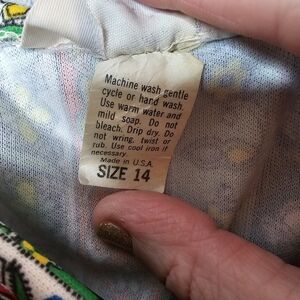 Machine wash gentle
cycle or hand wash
Use warm water and
mild soap. Do not
bleach. Drip dry. Do
not wring, twist or
rub. Use cool iron if
necessary.
Made in U.S.A.
SIZE 14